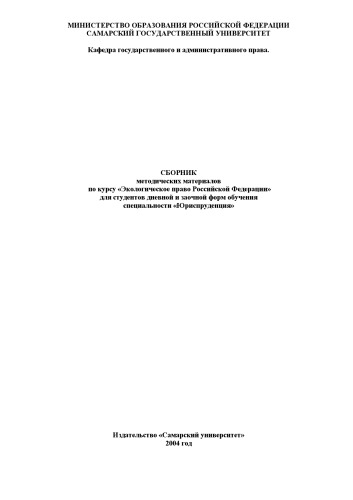 МИНИСТЕРСТВО ОБРАЗОВАНИЯ РОССИЙСКОЙ ФЕДЕРАЦИИ
САМАРСКИЙ ГОСУДАРСТВЕННЫЙ УНИВЕРСИТЕТ
Кафедра государственного и административного права.
СБОРНИК
методических материалов
по курсу «Экологическое право Российской Федерации»
для студентов дневной и заочной форм обучения
специальности «Юриспруденция»
Издательство «Самарский университет»
2004 год